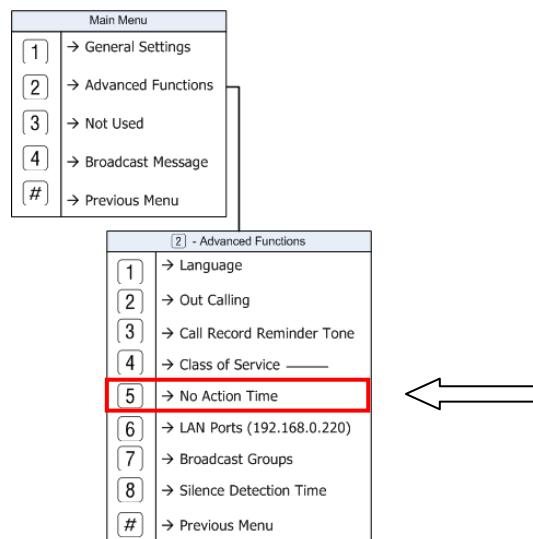 Main Menu
1 → General Settings
2 → Advanced Functions
3 → Not Used
4 → Broadcast Message
# → Previous Menu
2 - Advanced Functions
1 → Language
2 → Out Calling
3 → Call Record Reminder Tone
4 → Class of Service
5 → No Action Time
6 → LAN Ports (192.168.0.220)
7 → Broadcast Groups
8 → Silence Detection Time
# → Previous Menu